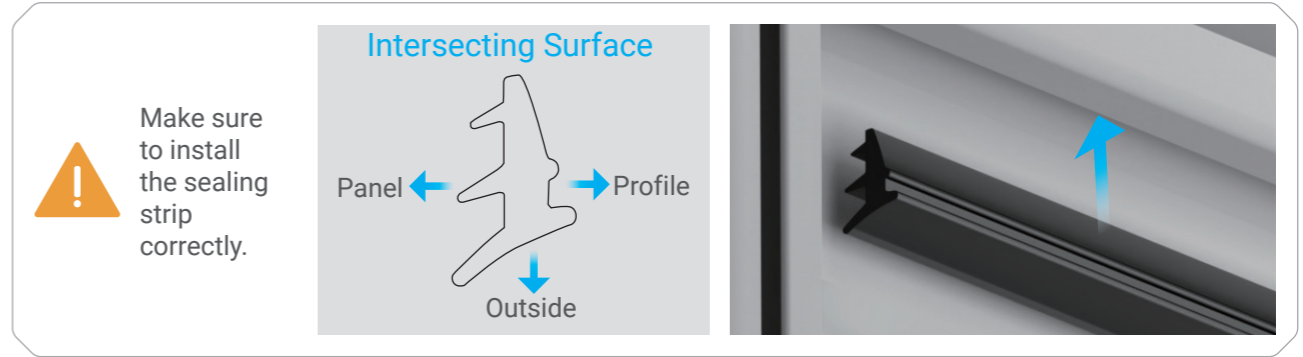 Make sure
to install
the sealing
strip
correctly.
Intersecting Surface
Panel
Profile
Outside